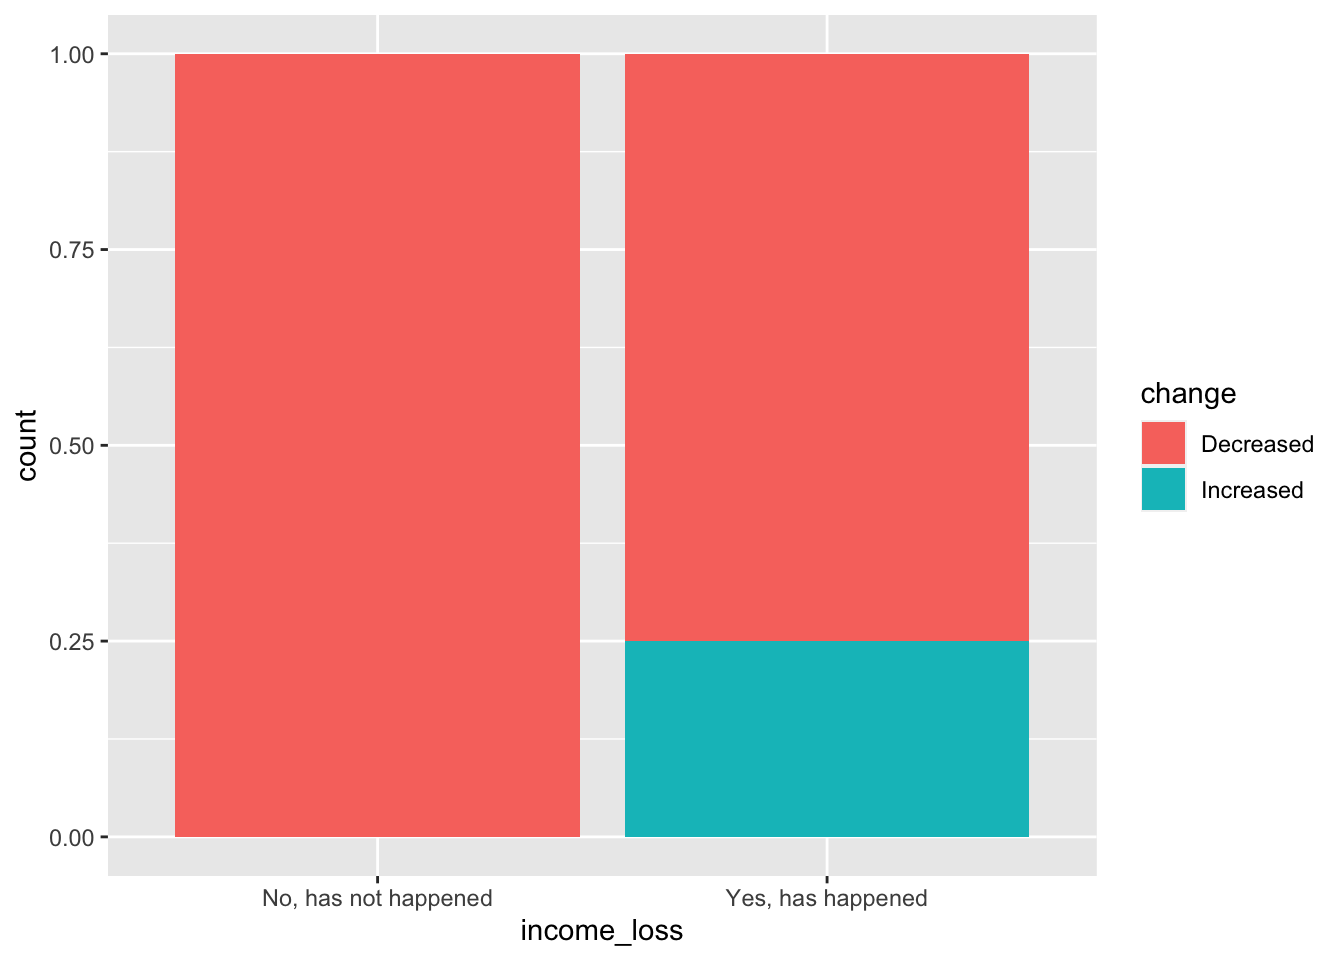 1.00
0.75
0.50
0.25
0.00
count
No, has not happened
Yes, has happened
income_loss
change
Decreased
Increased